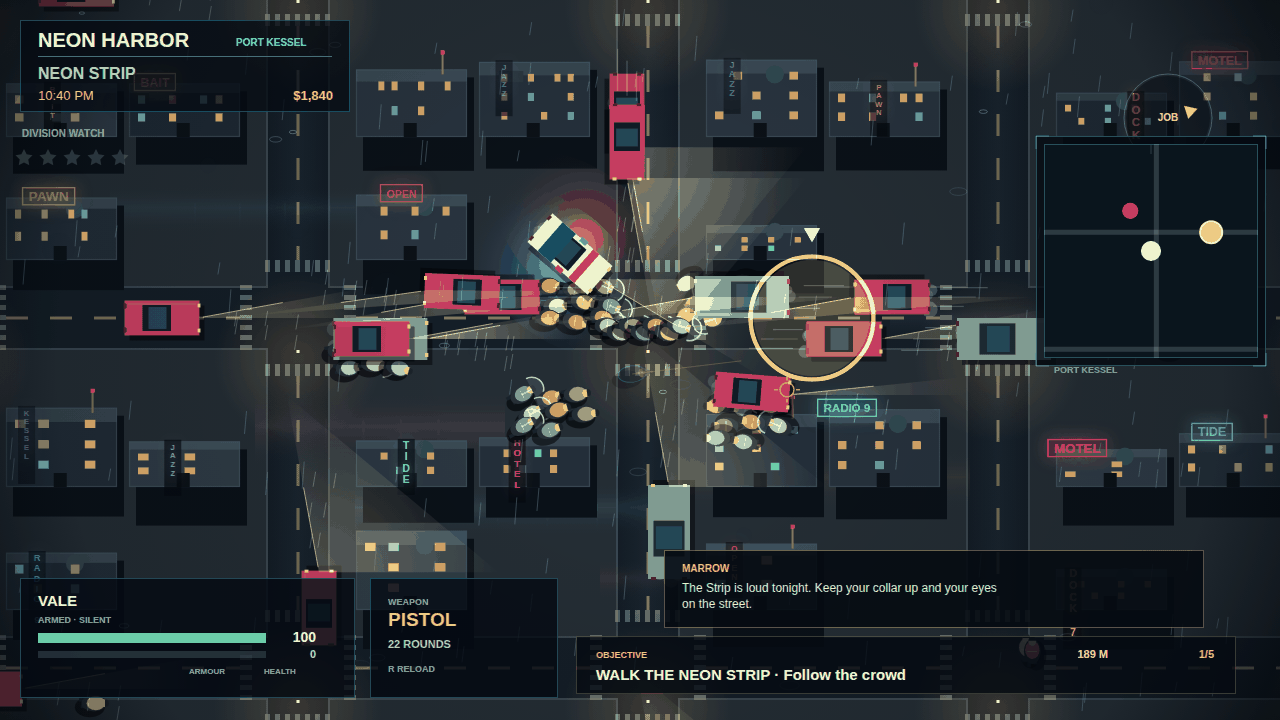 NEON HARBOR
PORT KESSEL
NEON STRIP
10:40 PM
$1,840
DIVISION WATCH
BAIT
JAZZ
JAZZ
PAWN
MOTEL
DOCK
JOB
PAWN
OPEN
PORT KESSEL
RADIO 9
KESSEL
JAZZ
TIDE
HOTEL
MOTEL
TIDE
MARROW
The Strip is loud tonight. Keep your collar up and your eyes
on the street.
VALE
ARMED · SILENT
100
0
ARMOUR
HEALTH
WEAPON
PISTOL
22 ROUNDS
R RELOAD
OBJECTIVE
WALK THE NEON STRIP · Follow the crowd
7
189 M
1/5